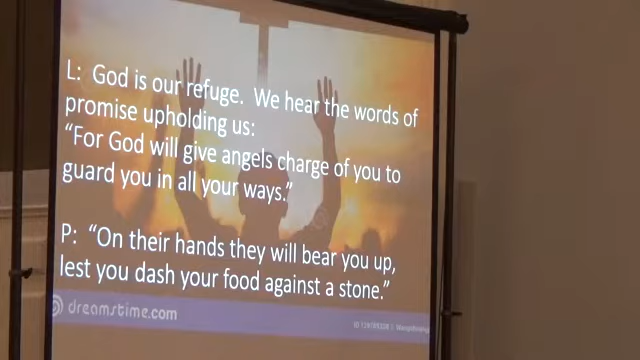 L: God is our refuge. We hear the words of
promise upholding us:
"For God will give angels charge of you to
guard you in all your ways."
P: "On their hands they will bear you up,
lest you dash your food against a stone."
dreamstime.com